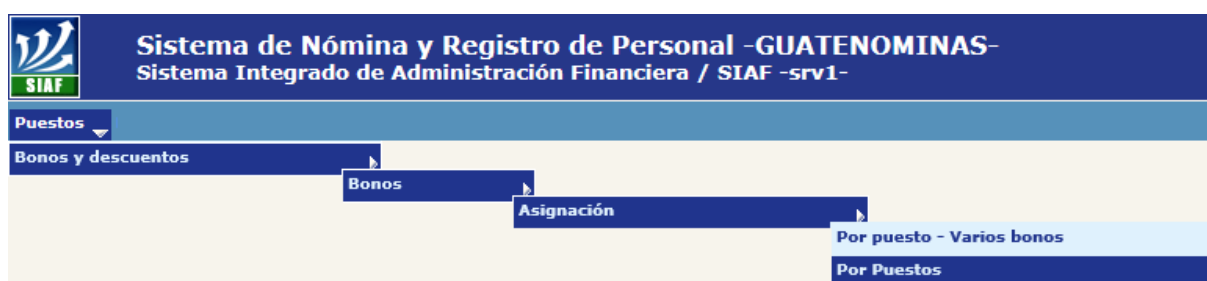 Sistema de Nómina y Registro de Personal -GUATENOMINAS-
SIAF
Sistema Integrado de Administración Financiera / SIAF -srv1-
Puestos
Bonos y descuentos
Bonos
Asignación
Por puesto - Varios bonos
Por Puestos